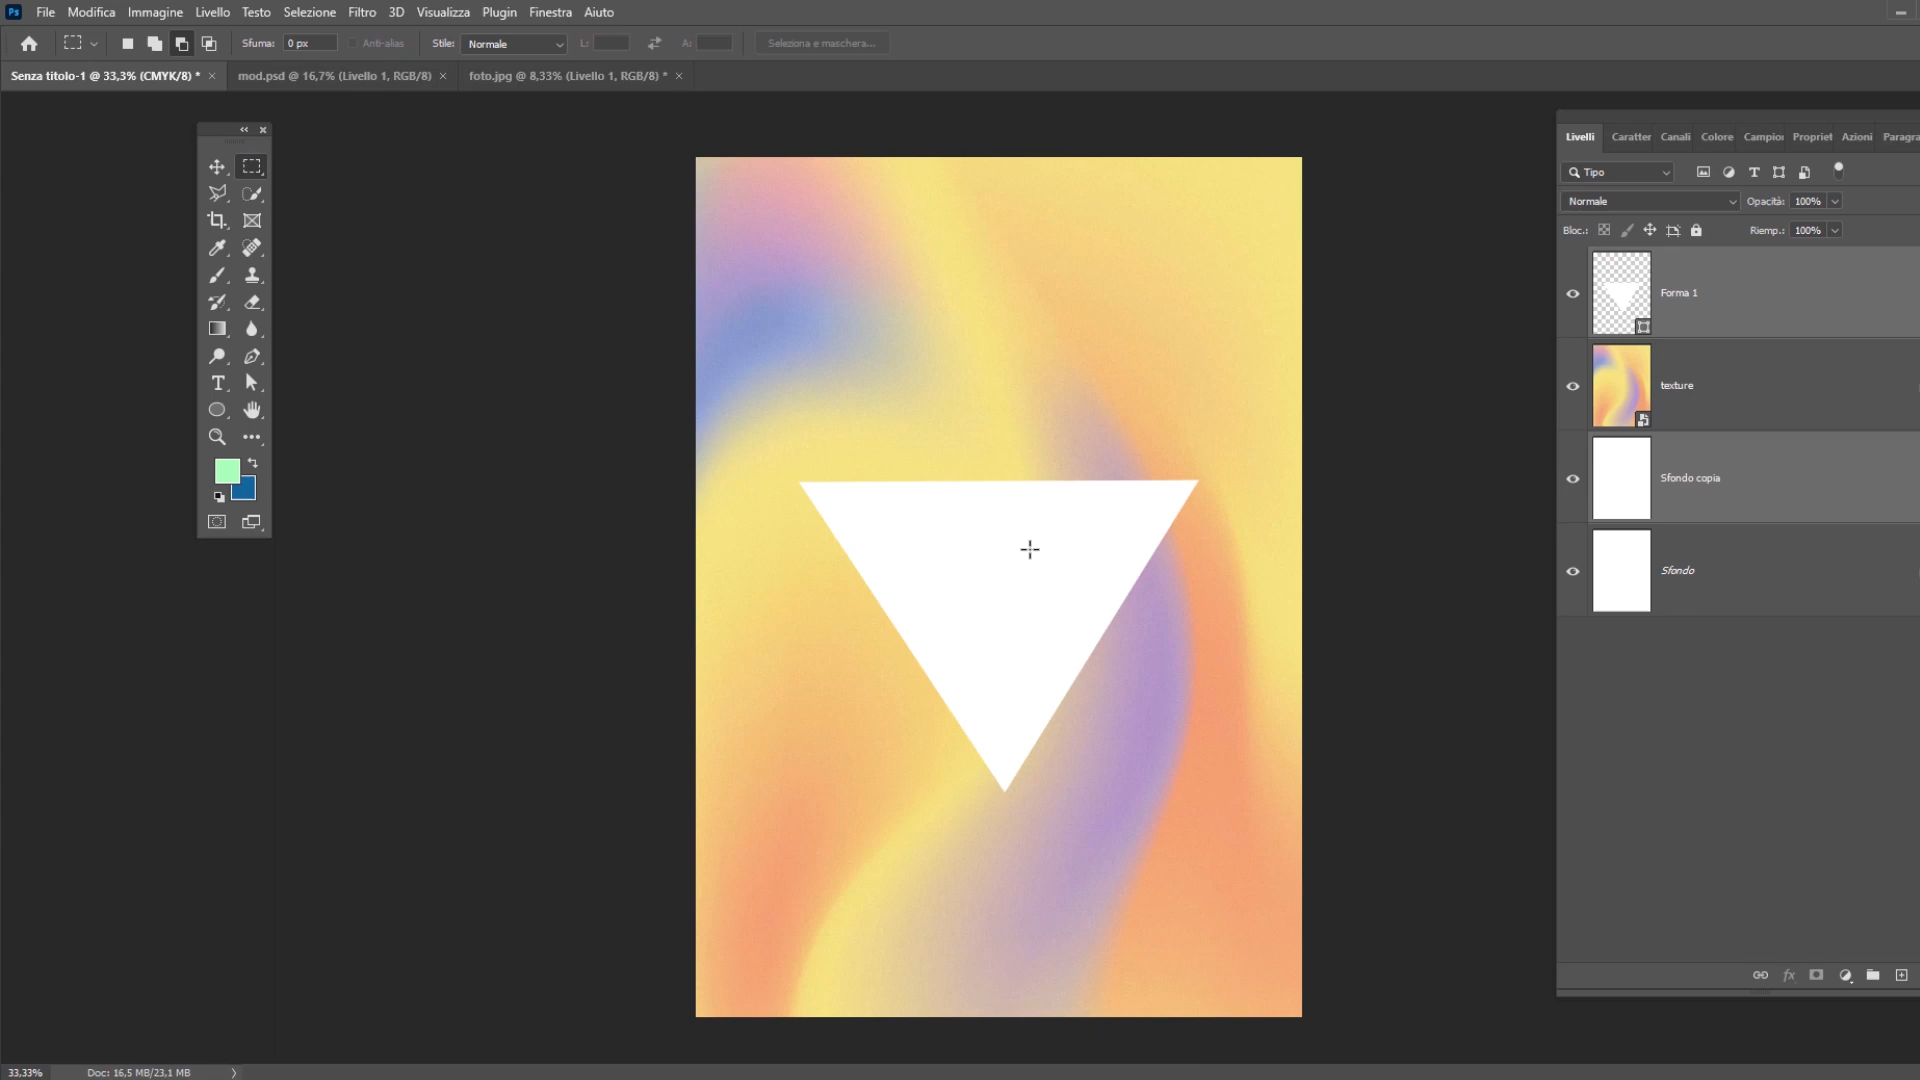 Ps File Modifica Immagine Livello Testo Selezione Filtro 3D Visualizza Plugin Finestra Aiuto
Sfuma: 0 px Anti-alias Stile: Normale L: A: Seleziona e maschera...
Senza titolo-1 @ 33,3% (CMYK/8) * × mod.psd @ 16,7% (Livello 1, RGB/8) × foto.jpg @ 8,33% (Livello 1, RGB/8) * ×
Livelli Caratter Canali Colore Campio Propriet Azioni Paragra
Tipo
Normale Opacità: 100%
Bloc.: Riemp.: 100%
Forma 1
texture
Sfondo copia
Sfondo
fx
33,33% Doc: 16,5 MB/23,1 MB